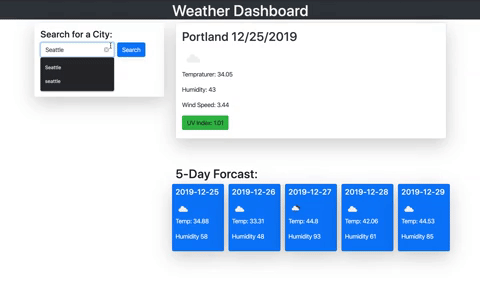 Weather Dashboard
Search for a City:
Seattle
Search
Seattle
seattle
Portland 12/25/2019
Tempraturer: 34.05
Humidity: 43
Wind Speed: 3.44
UV Index: 1.01
5-Day Forcast:
2019-12-25
Temp: 34.88
Humidity 58
2019-12-26
Temp: 33.31
Humidity 48
2019-12-27
Temp: 44.8
Humidity 93
2019-12-28
Temp: 42.06
Humidity 61
2019-12-29
Temp: 44.53
Humidity 85